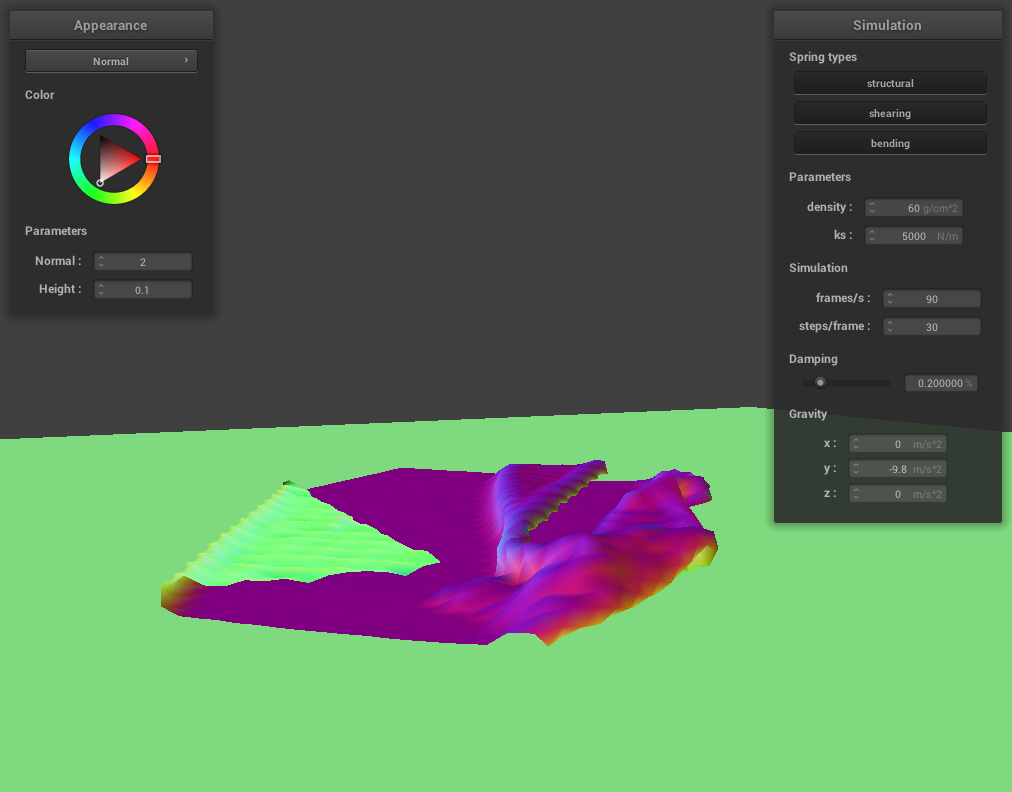 Appearance
Normal ›
Color
Parameters
Normal : 2
Height : 0.1
Simulation
Spring types
structural
shearing
bending
Parameters
density : 60 g/cm^2
ks : 5000 N/m
Simulation
frames/s : 90
steps/frame : 30
Damping
0.200000 %
Gravity
x : 0 m/s^2
y : -9.8 m/s^2
z : 0 m/s^2